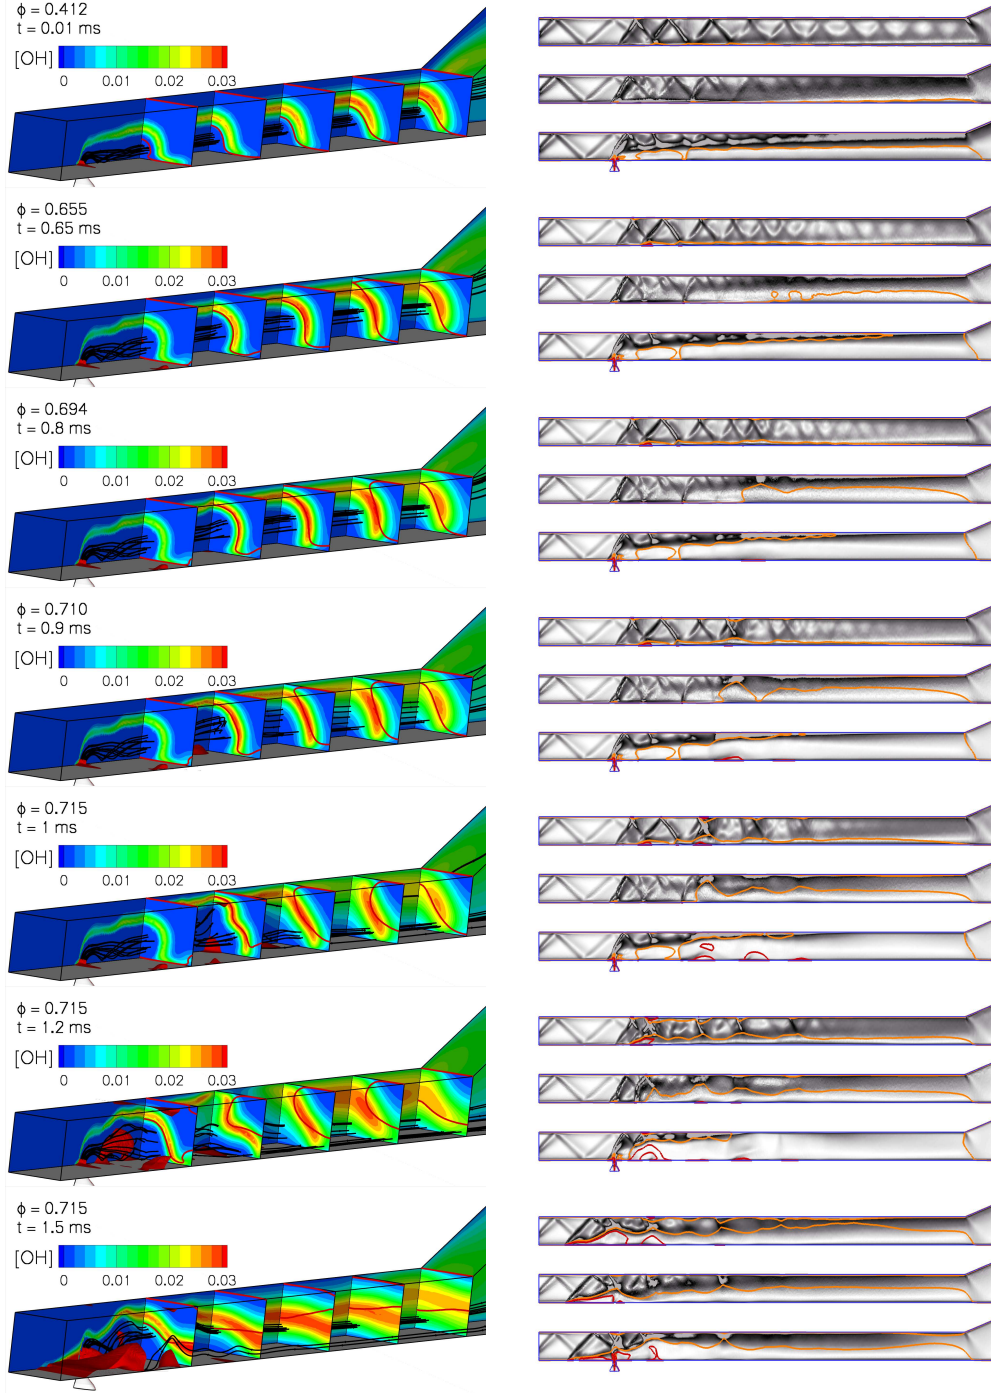 ϕ = 0.412
t = 0.01 ms
[OH]
0 0.01 0.02 0.03
ϕ = 0.655
t = 0.65 ms
[OH]
0 0.01 0.02 0.03
ϕ = 0.694
t = 0.8 ms
[OH]
0 0.01 0.02 0.03
ϕ = 0.710
t = 0.9 ms
[OH]
0 0.01 0.02 0.03
ϕ = 0.715
t = 1 ms
[OH]
0 0.01 0.02 0.03
ϕ = 0.715
t = 1.2 ms
[OH]
0 0.01 0.02 0.03
ϕ = 0.715
t = 1.5 ms
[OH]
0 0.01 0.02 0.03